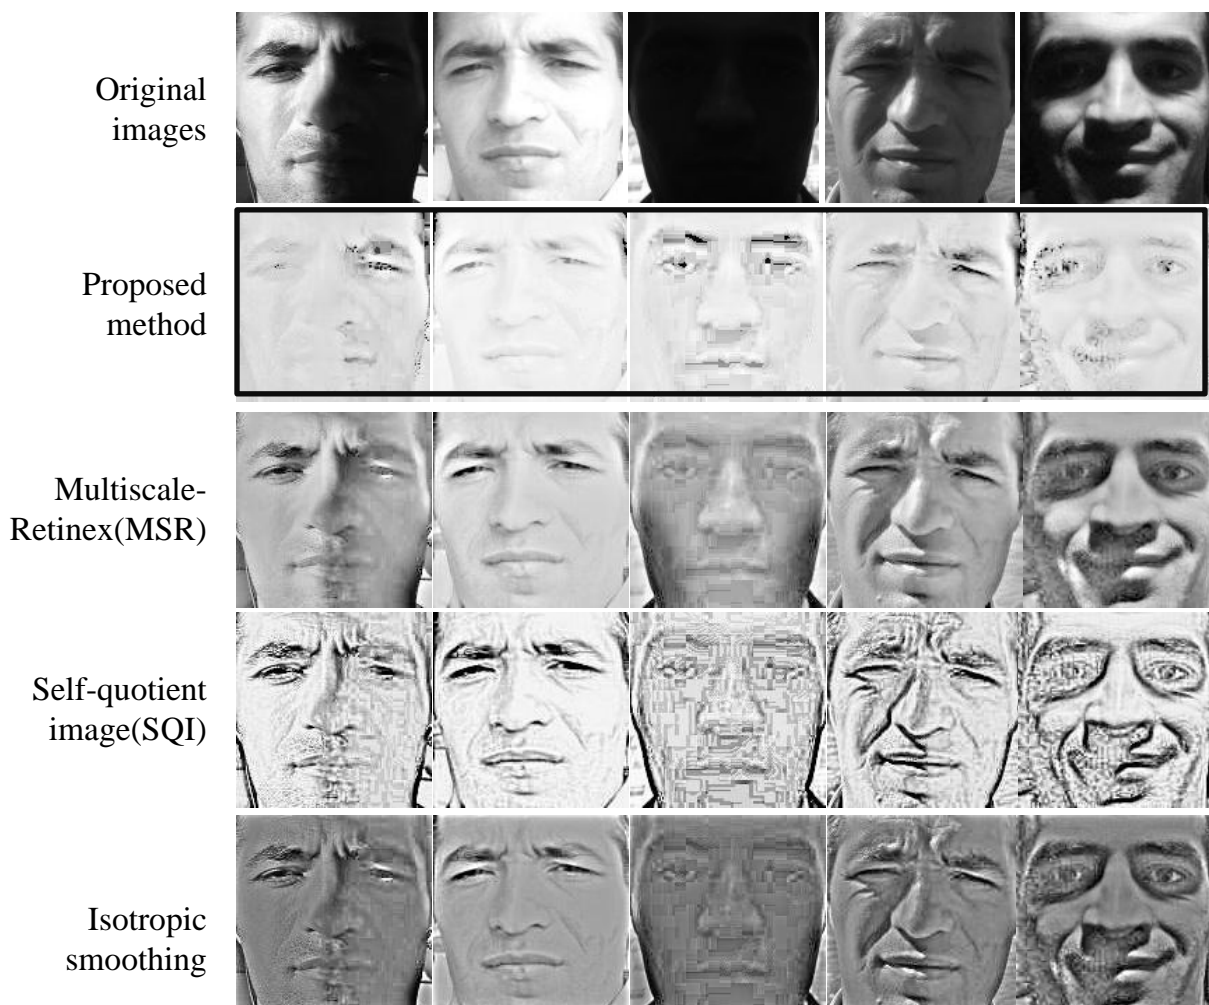 Original
images
Proposed
method
Multiscale-
Retinex(MSR)
Self-quotient
image(SQI)
Isotropic
smoothing